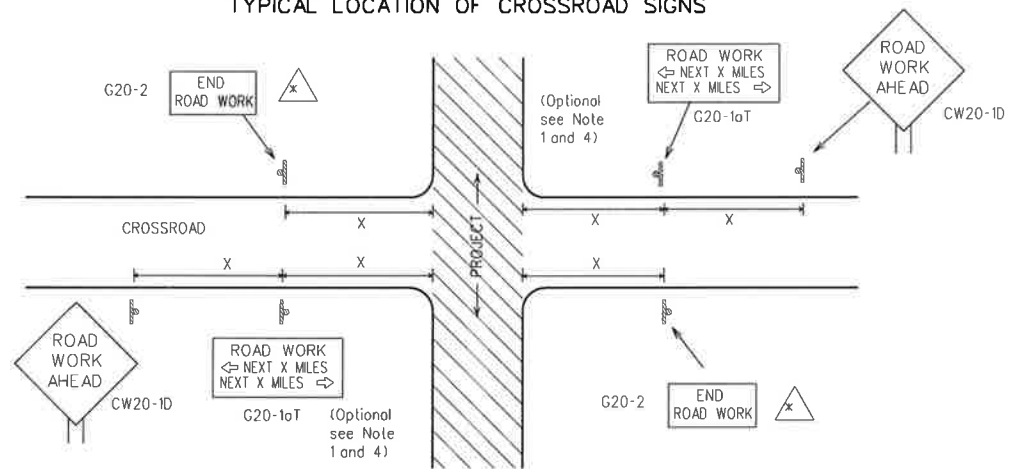 TYPICAL LOCATION OF CROSSROAD SIGNS
G20-2
END
ROAD WORK
*
(Optional
see Note
1 and 4)
ROAD WORK
⇦ NEXT X MILES
NEXT X MILES ⇨
G20-1aT
ROAD
WORK
AHEAD
CW20-1D
X
X
X
CROSSROAD
PROJECT
X
X
X
ROAD
WORK
AHEAD
CW20-1D
ROAD WORK
⇦ NEXT X MILES
NEXT X MILES ⇨
G20-1aT
(Optional
see Note
1 and 4)
G20-2
END
ROAD WORK
*